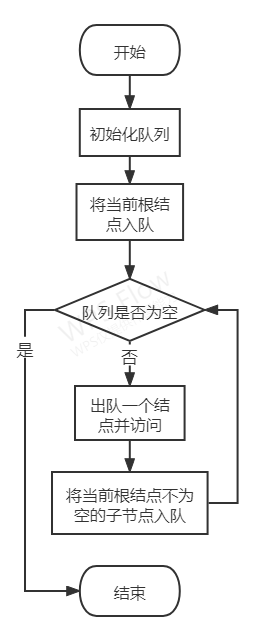 开始
初始化队列
将当前根结
点入队
队列是否为空
是
否
出队一个结
点并访问
将当前根结点不为
空的子节点入队
结束